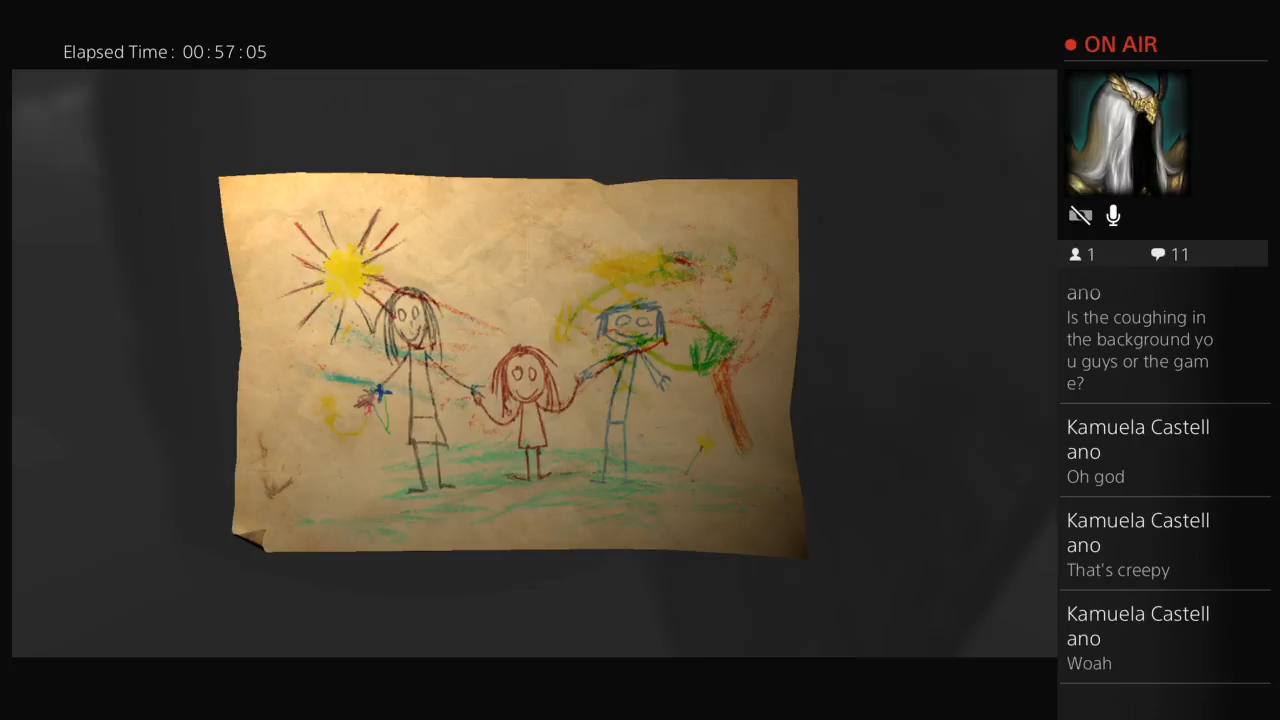 Elapsed Time: 00:57:05
ON AIR
1
11
ano
Is the coughing in
the background yo
u guys or the gam
e?
Kamuela Castell
ano
Oh god
Kamuela Castell
ano
That's creepy
Kamuela Castell
ano
Woah